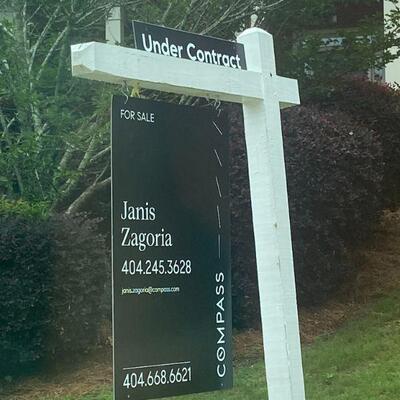 Under Contract
FOR SALE
Janis
Zagoria
404.245.3628
janis.zagoria@compass.com
COMPASS
404.668.6621